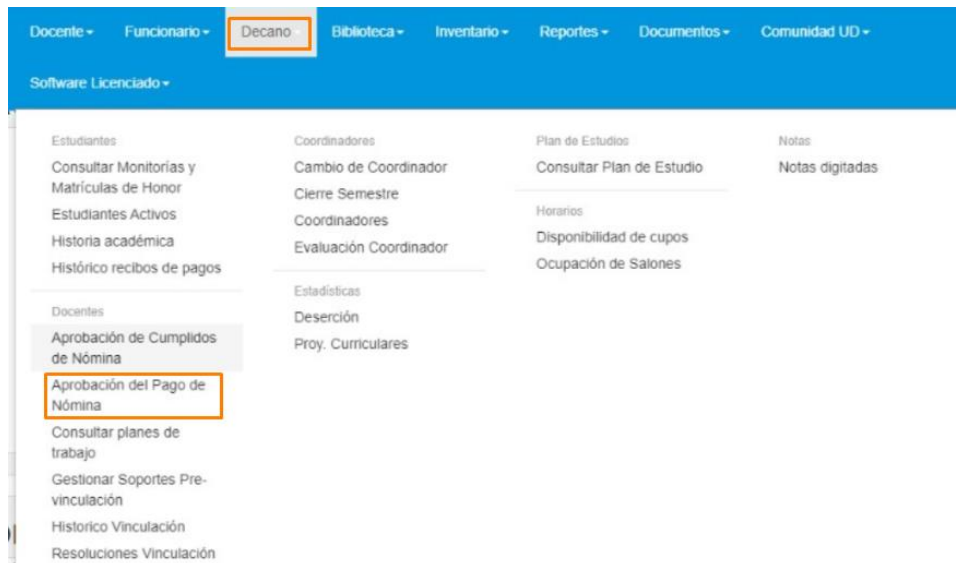 Docente Funcionario Decano Biblioteca Inventario Reportes Documentos Comunidad UD
Software Licenciado
Estudiantes
Consultar Monitorías y
Matrículas de Honor
Estudiantes Activos
Historia académica
Histórico recibos de pagos
Docentes
Aprobación de Cumplidos
de Nómina
Aprobación del Pago de
Nómina
Consultar planes de
trabajo
Gestionar Soportes Pre-
vinculación
Historico Vinculación
Resoluciones Vinculación
Coordinadores
Cambio de Coordinador
Cierre Semestre
Coordinadores
Evaluación Coordinador
Estadísticas
Deserción
Proy. Curriculares
Plan de Estudios
Consultar Plan de Estudio
Horarios
Disponibilidad de cupos
Ocupación de Salones
Notas
Notas digitadas